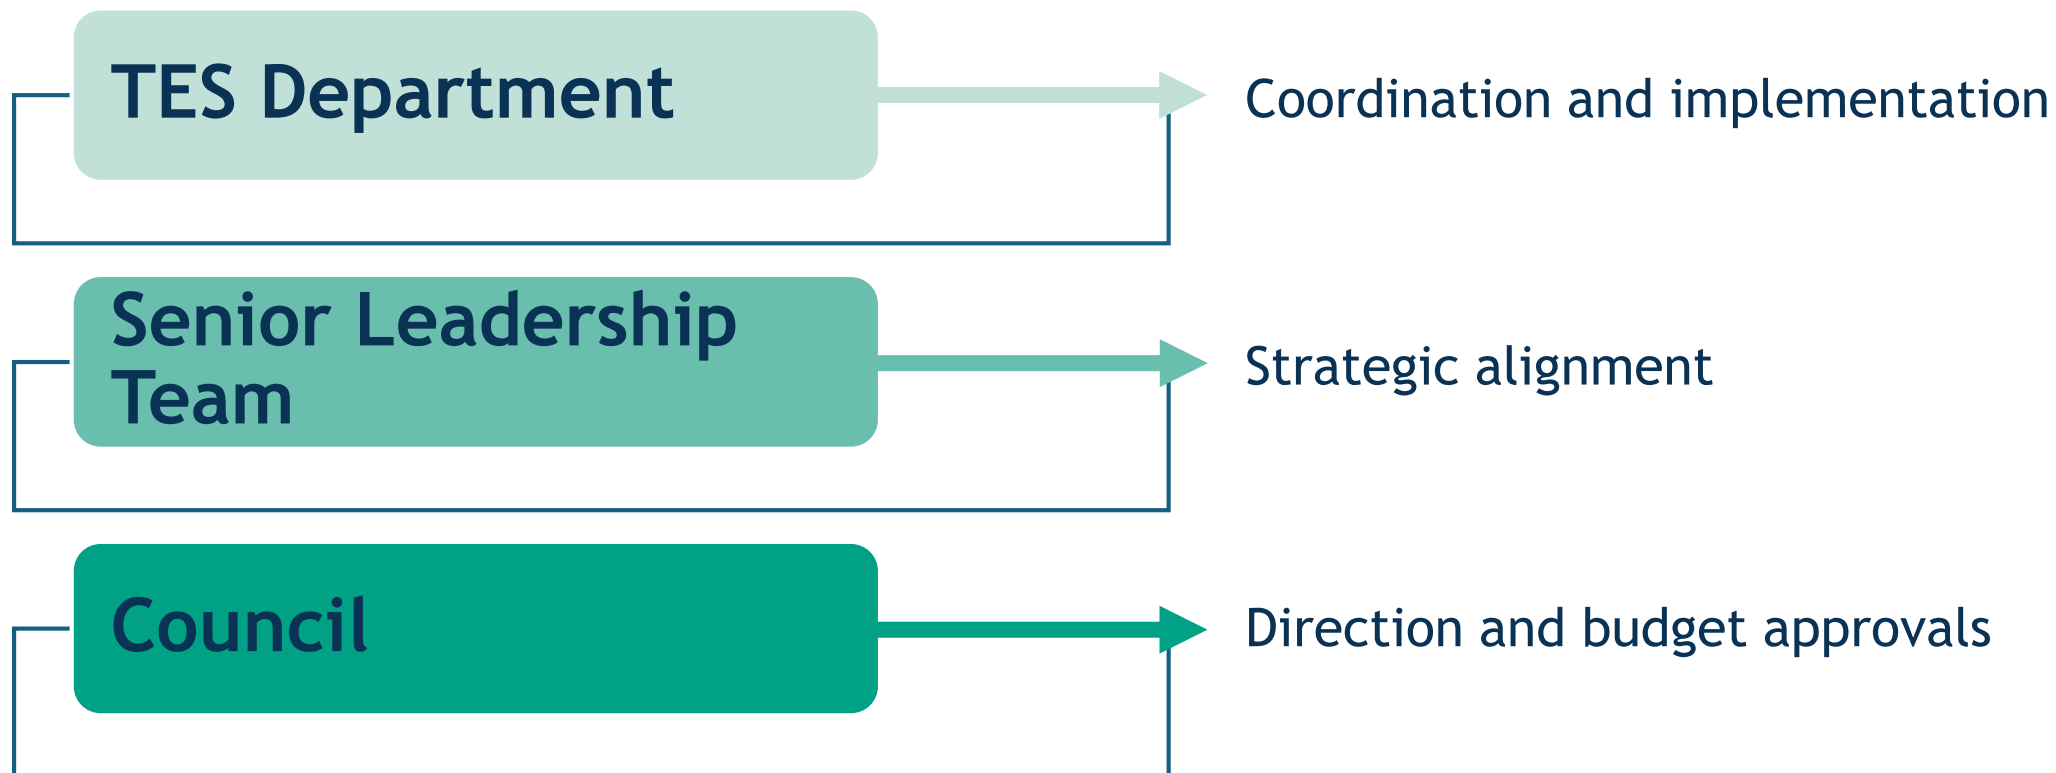 TES Department
Coordination and implementation
Senior Leadership
Team
Strategic alignment
Council
Direction and budget approvals